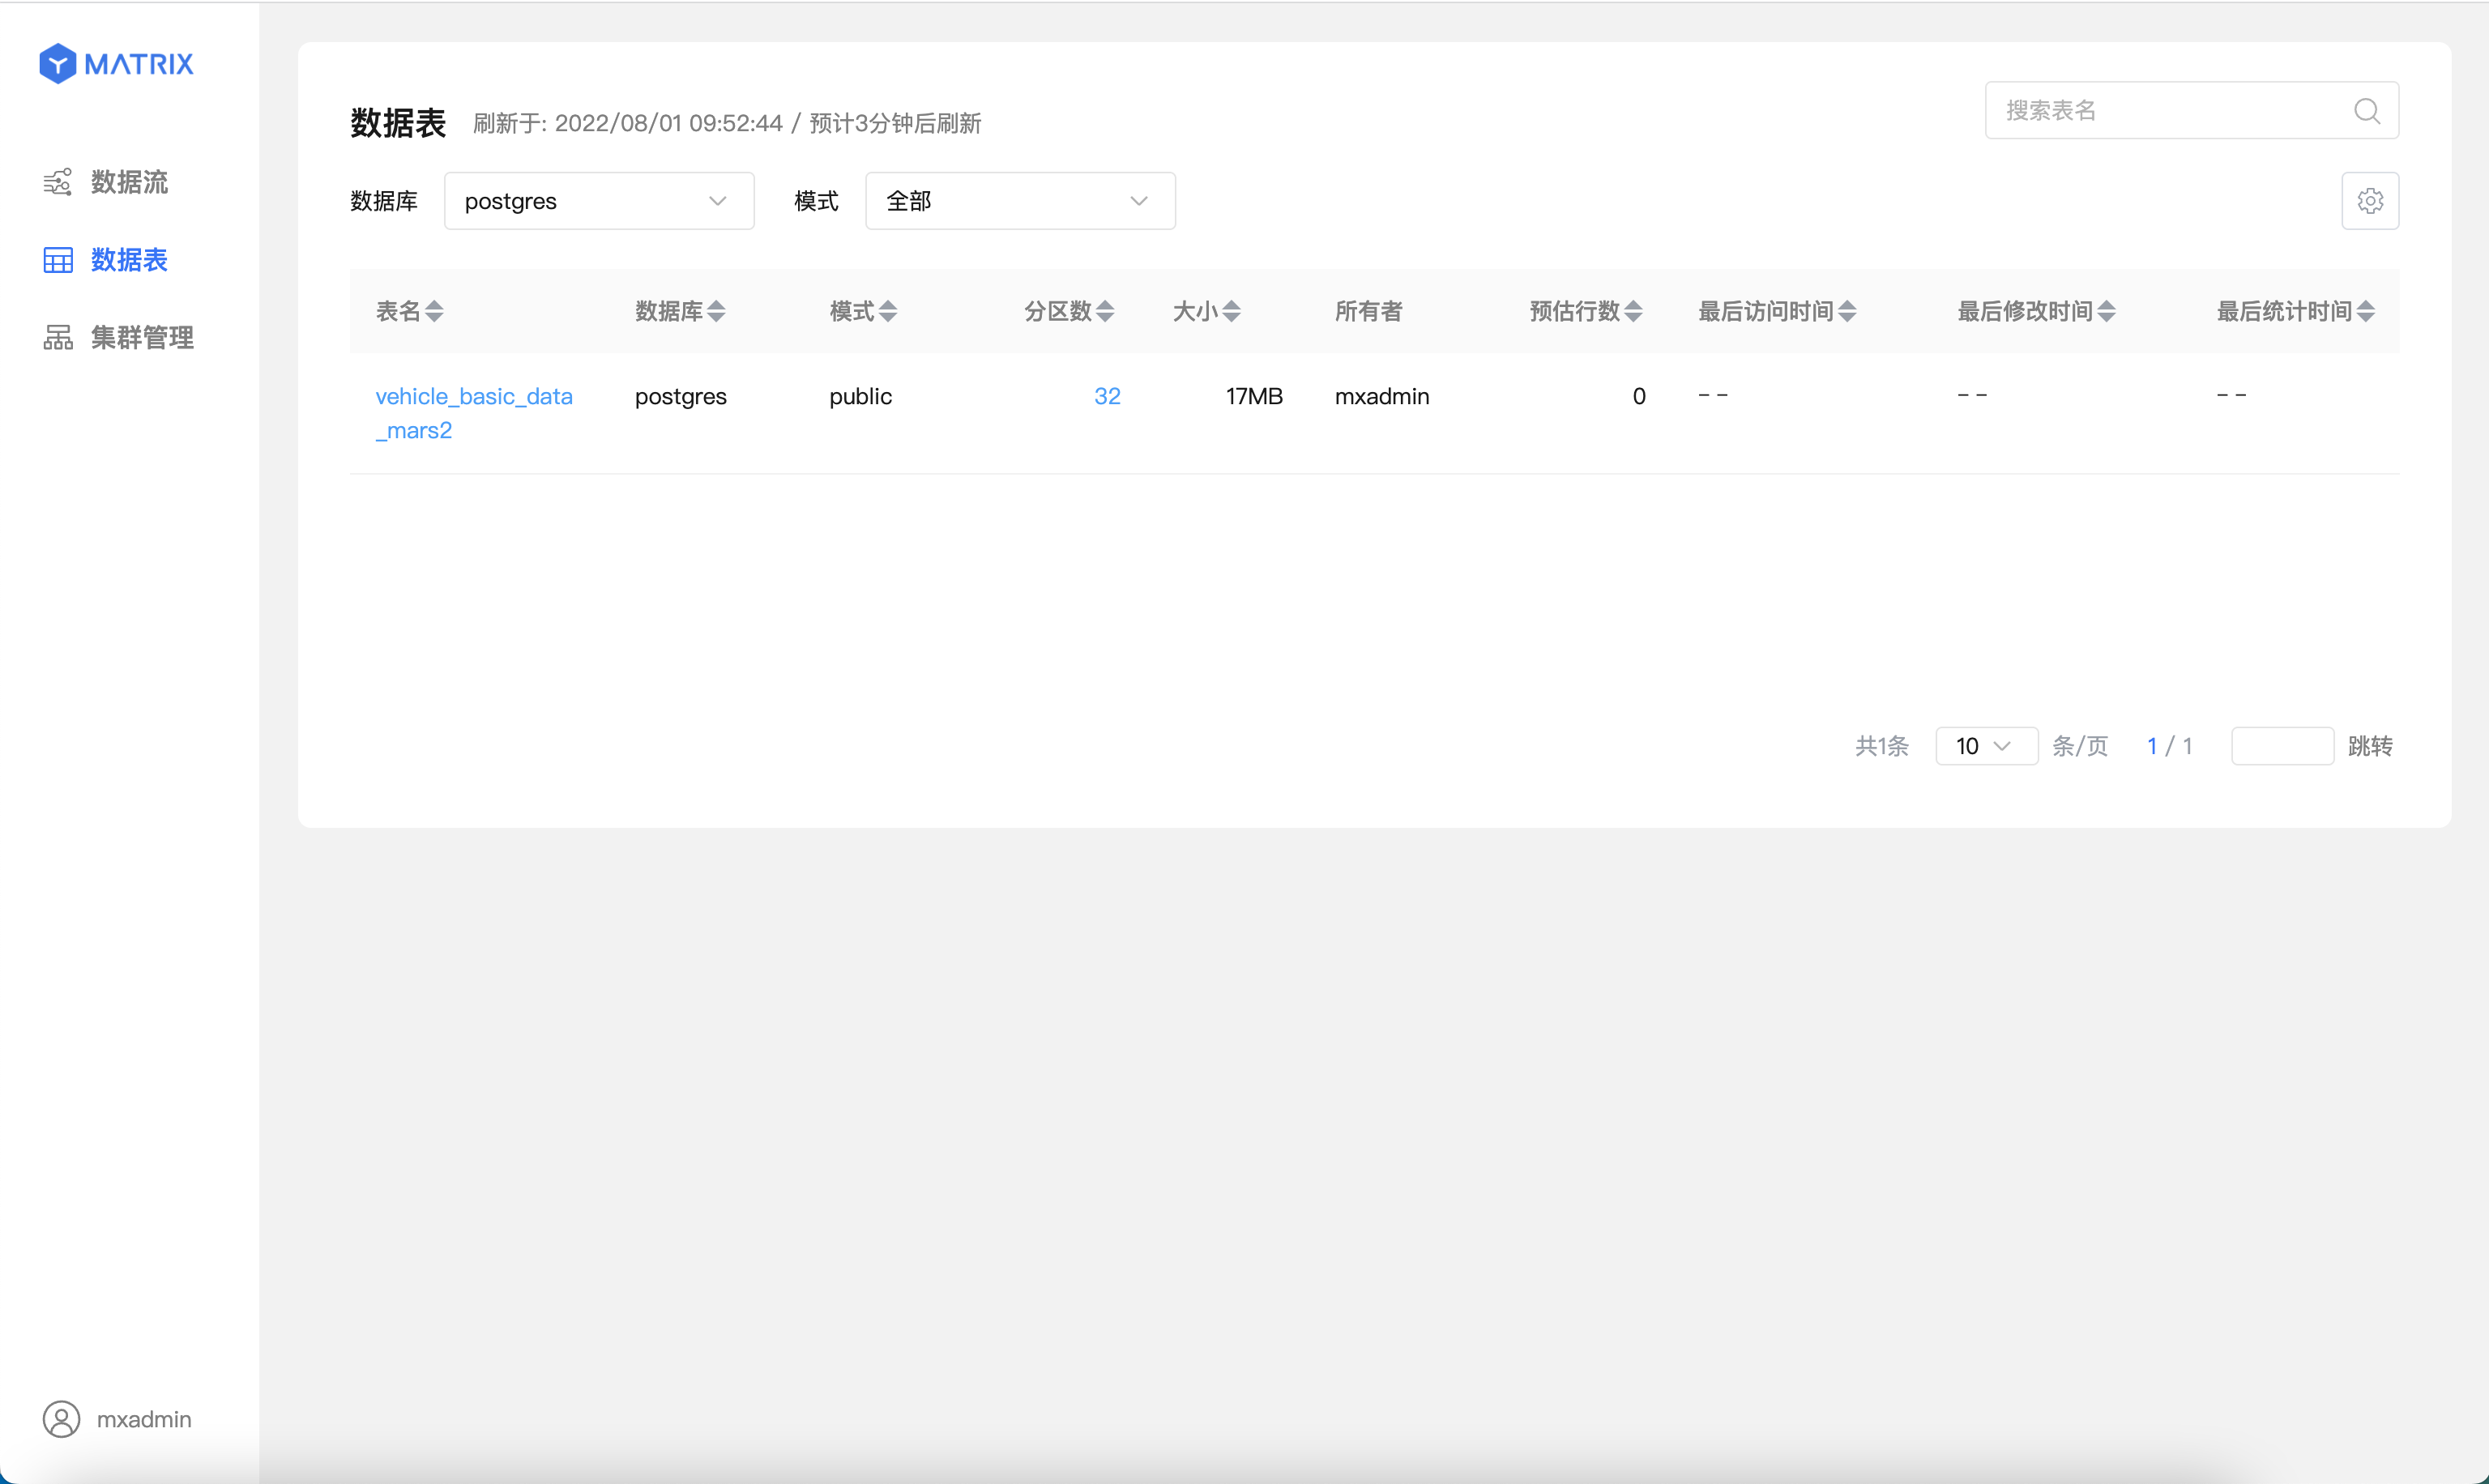 MATRIX
数据流
数据表
集群管理
mxadmin
数据表 刷新于: 2022/08/01 09:52:44 / 预计3分钟后刷新
搜索表名
数据库 postgres 模式 全部
表名 数据库 模式 分区数 大小 所有者 预估行数 最后访问时间 最后修改时间 最后统计时间
vehicle_basic_data postgres public 32 17MB mxadmin 0 -- -- --
_mars2
共1条 10 条/页 1 / 1 跳转